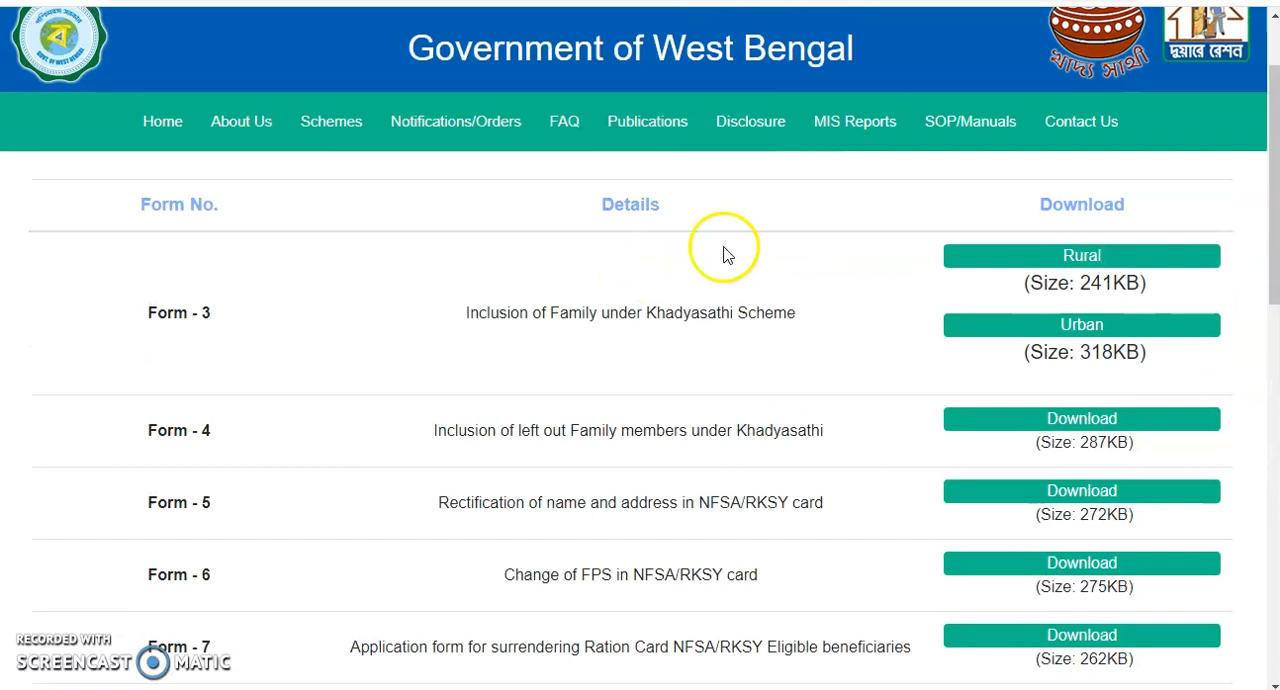 Government of West Bengal
GOVT. OF WEST BENGAL
খাদ্য সাথী
দুয়ারে রেশন
Home About Us Schemes Notifications/Orders FAQ Publications Disclosure MIS Reports SOP/Manuals Contact Us
Form No. Details Download
Form - 3 Inclusion of Family under Khadyasathi Scheme
Rural
(Size: 241KB)
Urban
(Size: 318KB)
Form - 4 Inclusion of left out Family members under Khadyasathi Download
(Size: 287KB)
Form - 5 Rectification of name and address in NFSA/RKSY card Download
(Size: 272KB)
Form - 6 Change of FPS in NFSA/RKSY card Download
(Size: 275KB)
Form - 7 Application form for surrendering Ration Card NFSA/RKSY Eligible beneficiaries Download
(Size: 262KB)
RECORDED WITH
SCREENCAST MATIC